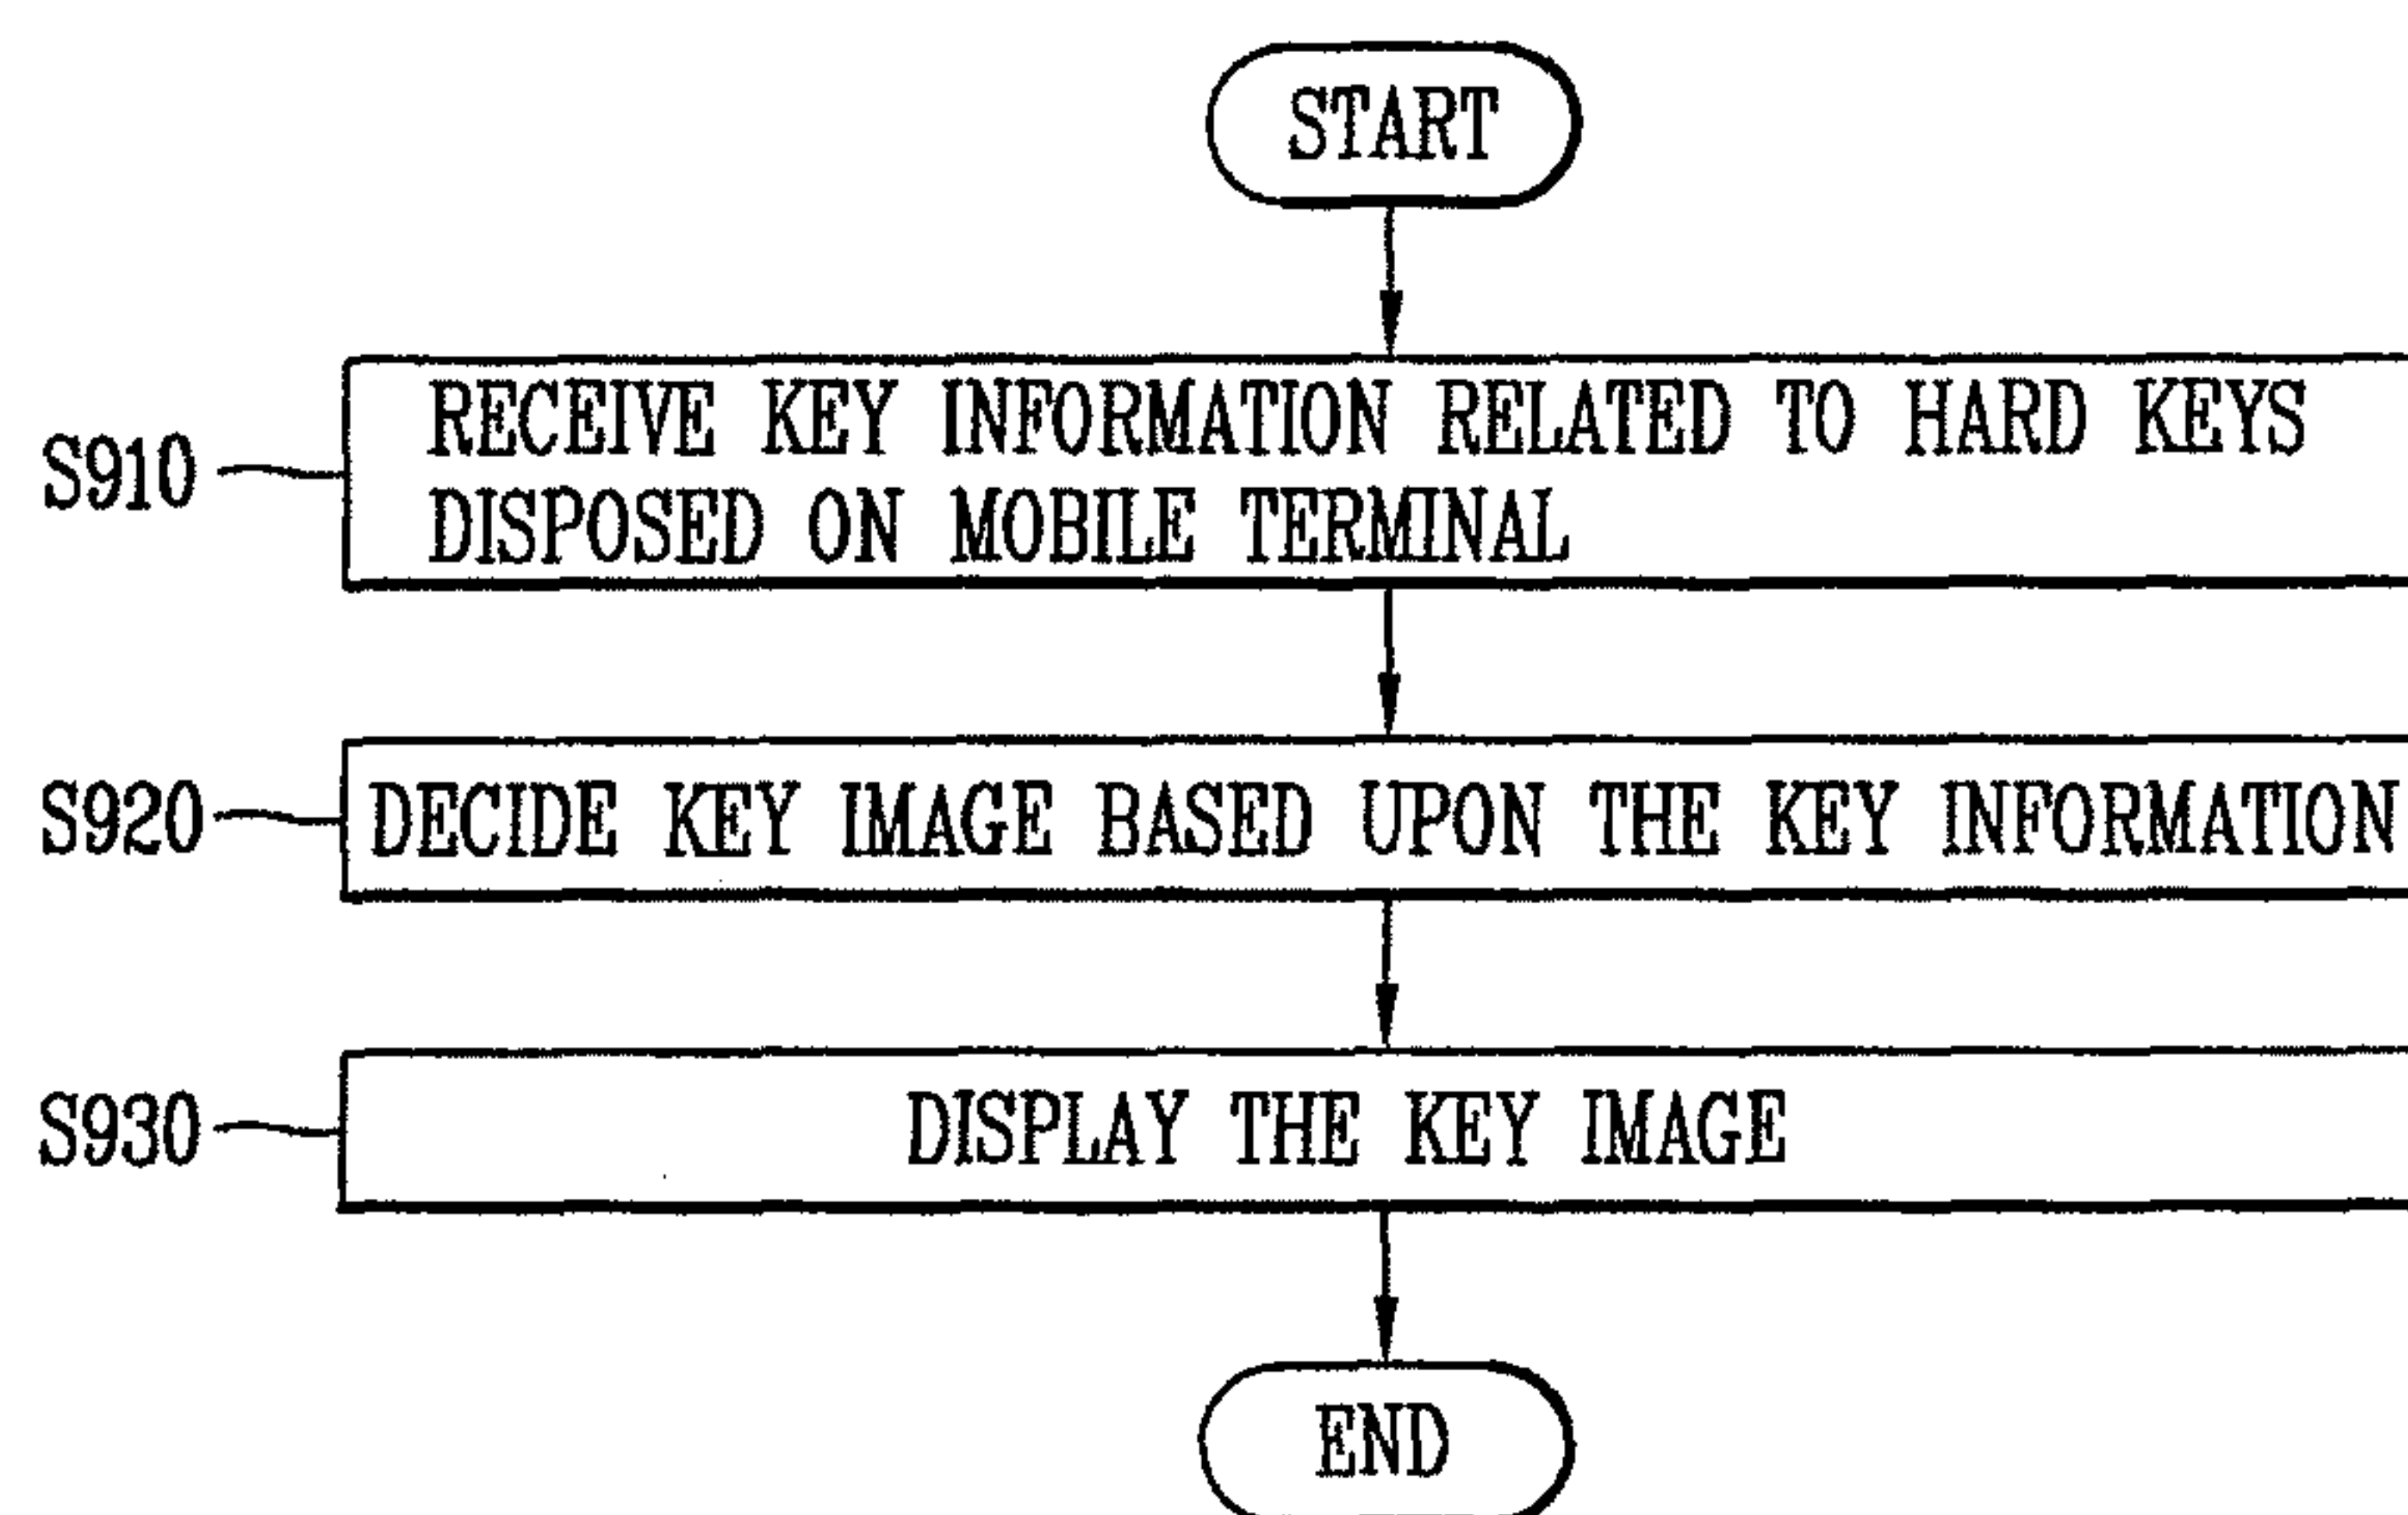 START
S910
RECEIVE KEY INFORMATION RELATED TO HARD KEYS
DISPOSED ON MOBILE TERMINAL
S920
DECIDE KEY IMAGE BASED UPON THE KEY INFORMATION
S930
DISPLAY THE KEY IMAGE
END